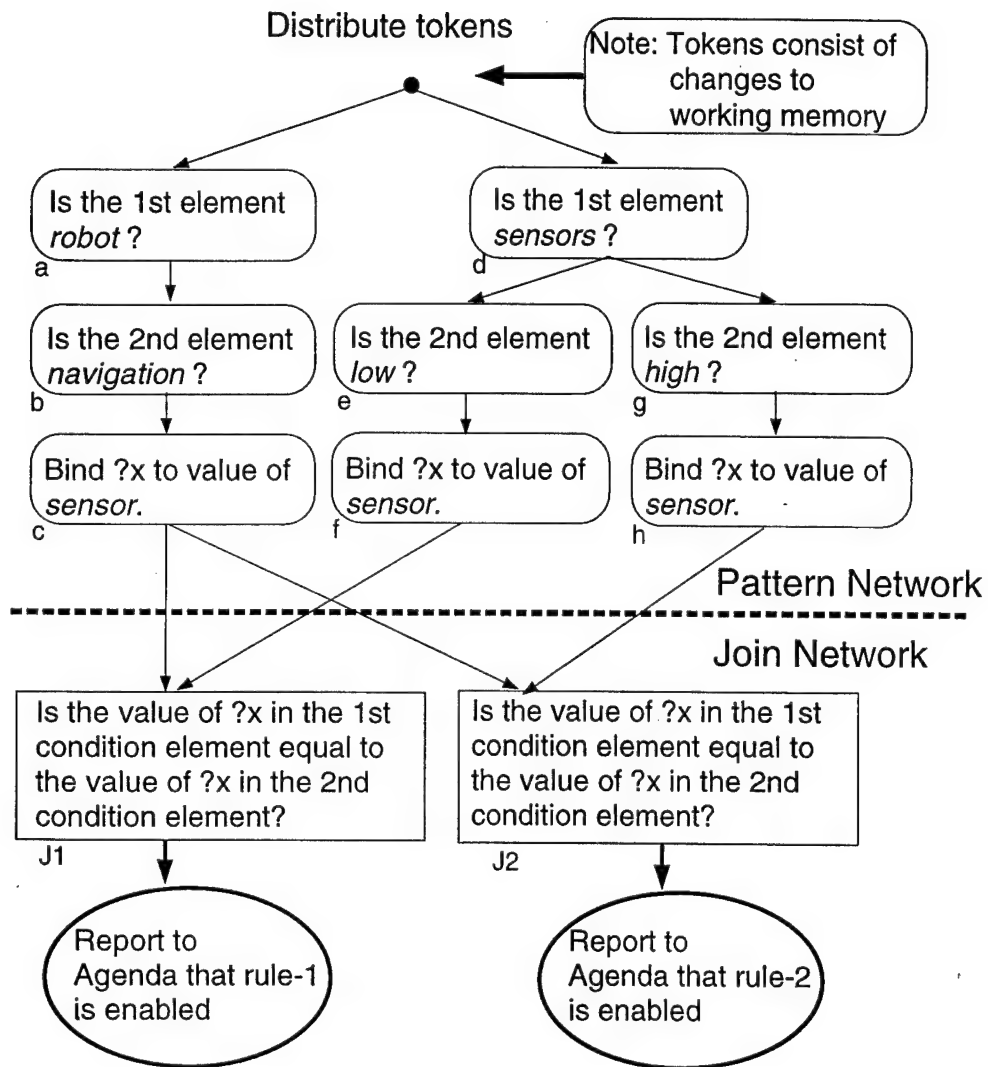 Distribute tokens
Note: Tokens consist of
changes to
working memory
Is the 1st element
robot ?
a
Is the 1st element
sensors ?
d
Is the 2nd element
navigation ?
b
Is the 2nd element
low ?
e
Is the 2nd element
high ?
g
Bind ?x to value of
sensor.
c
Bind ?x to value of
sensor.
f
Bind ?x to value of
sensor.
h
Pattern Network
Join Network
Is the value of ?x in the 1st
condition element equal to
the value of ?x in the 2nd
condition element?
J1
Is the value of ?x in the 1st
condition element equal to
the value of ?x in the 2nd
condition element?
J2
Report to
Agenda that rule-1
is enabled
Report to
Agenda that rule-2
is enabled